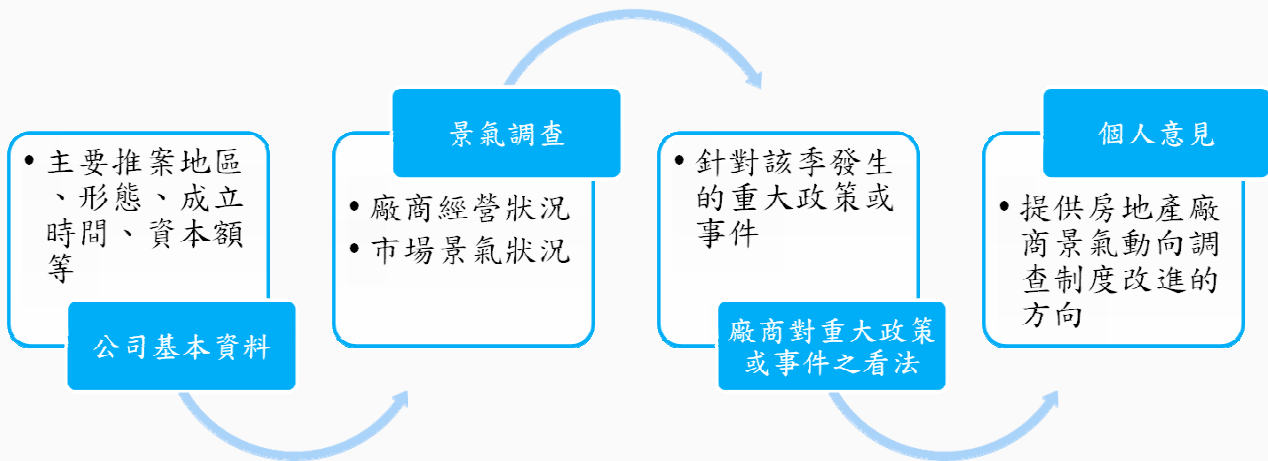 • 主要推案地區
、形態、成立
時間、資本額
等
公司基本資料
景氣調查
• 廠商經營狀況
• 市場景氣狀況
• 針對該季發生
的重大政策或
事件
廠商對重大政策
或事件之看法
個人意見
• 提供房地產廠
商景氣動向調
查制度改進的
方向